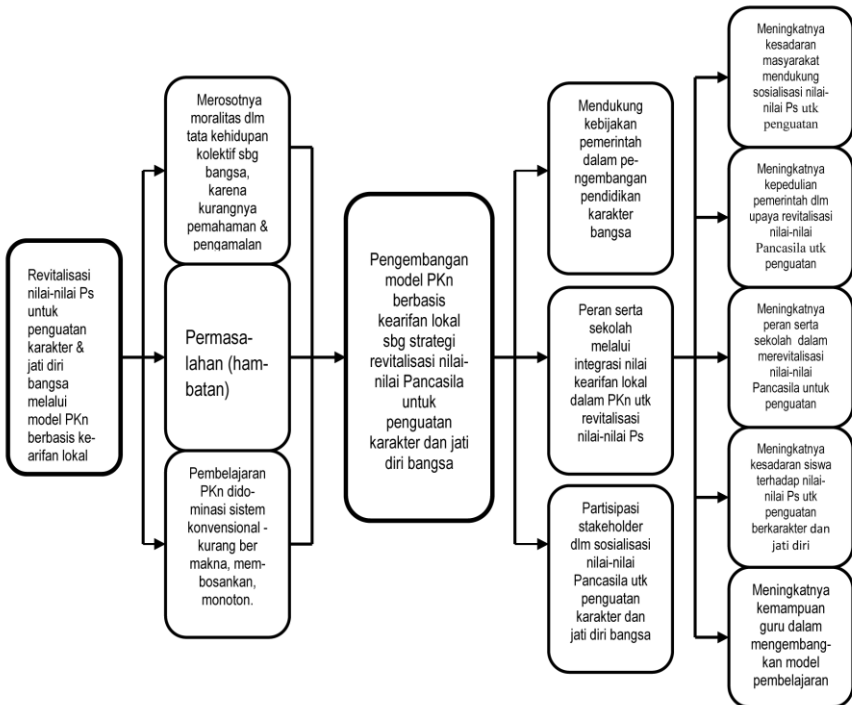 Revitalisasi
nilai-nilai Ps
untuk
penguatan
karakter &
jati diri
bangsa
melalui
model PKn
berbasis ke-
arifan lokal
Merosotnya
moralitas dlm
tata kehidupan
kolektif sbg
bangsa,
karena
kurangnya
pemahaman &
pengamalan
Permasa-
lahan (ham-
batan)
Pembelajaran
PKn dido-
minasi sistem
konvensional -
kurang ber
makna, mem-
bosankan,
monoton.
Pengembangan
model PKn
berbasis
kearifan lokal
sbg strategi
revitalisasi nilai-
nilai Pancasila
untuk
penguatan
karakter dan jati
diri bangsa
Mendukung
kebijakan
pemerintah
dalam pe-
ngembangan
pendidikan
karakter
bangsa
Peran serta
sekolah
melalui
integrasi nilai
kearifan lokal
dalam PKn utk
revitalisasi
nilai-nilai Ps
Partisipasi
stakeholder
dlm sosialisasi
nilai-nilai
Pancasila utk
penguatan
karakter dan
jati diri bangsa
Meningkatnya
kesadaran
masyarakat
mendukung
sosialisasi nilai-
nilai Ps utk
penguatan
Meningkatnya
kepedulian
pemerintah dlm
upaya revitalisasi
nilai-nilai
Pancasila utk
penguatan
Meningkatnya
peran serta
sekolah dalam
merevitalisasi
nilai-nilai
Pancasila untuk
penguatan
Meningkatnya
kesadaran siswa
terhadap nilai-
nilai Ps utk
penguatan
berkarakter dan
jati diri
Meningkatnya
kemampuan
guru dalam
mengembang-
kan model
pembelajaran